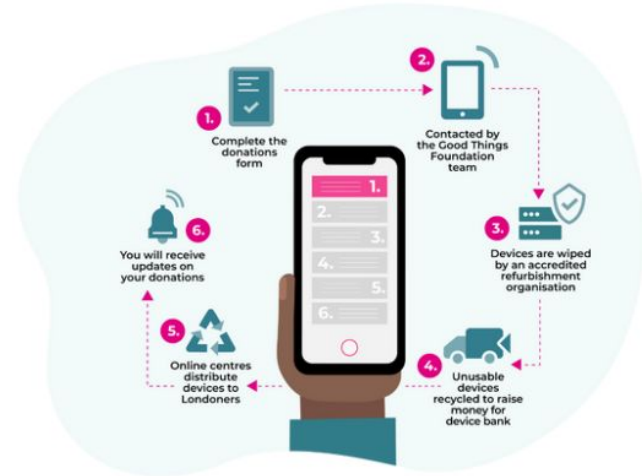 1.
Complete the
donations
form
2.
Contacted by
the Good Things
Foundation
team
3.
Devices are wiped
by an accredited
refurbishment
organisation
4.
Unusable
devices
recycled to raise
money for
device bank
5.
Online centres
distribute
devices to
Londoners
6.
You will receive
updates on
your donations
1.
2.
3.
4.
5.
6.